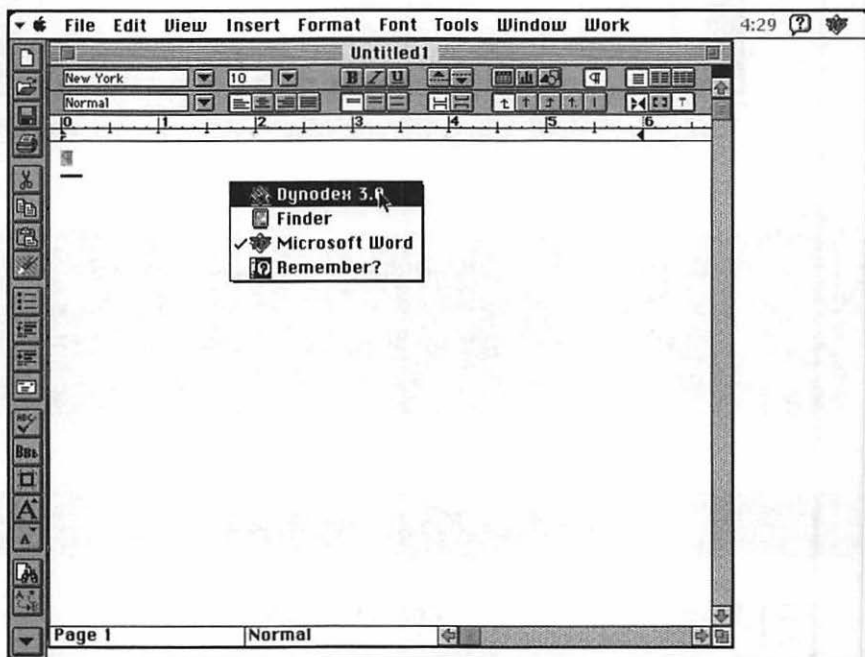 File Edit View Insert Format Font Tools Window Work 4:29
Untitled1
New York 10 B I U ¶
Normal
0 1 2 3 4 5 6
¶
Dynodex 3.0
Finder
✓ Microsoft Word
Remember?
ABC
A
A
Page 1 Normal